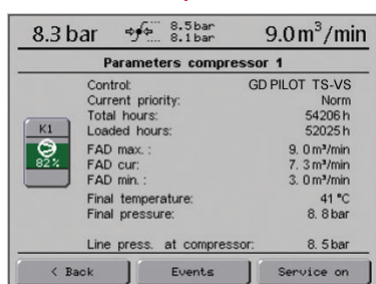 8.3 bar 8.5 bar 9.0 m³/min
8.1 bar
Parameters compressor 1
Control: GD PILOT TS-VS
Current priority: Norm
Total hours: 54206 h
Loaded hours: 52025 h
K1
82 %
FAD max. : 9. 0 m³/min
FAD cur: 7. 3 m³/min
FAD min. : 3. 0 m³/min
Final temperature: 41 °C
Final pressure: 8. 8 bar
Line press. at compressor: 8. 5 bar
< Back Events Service on